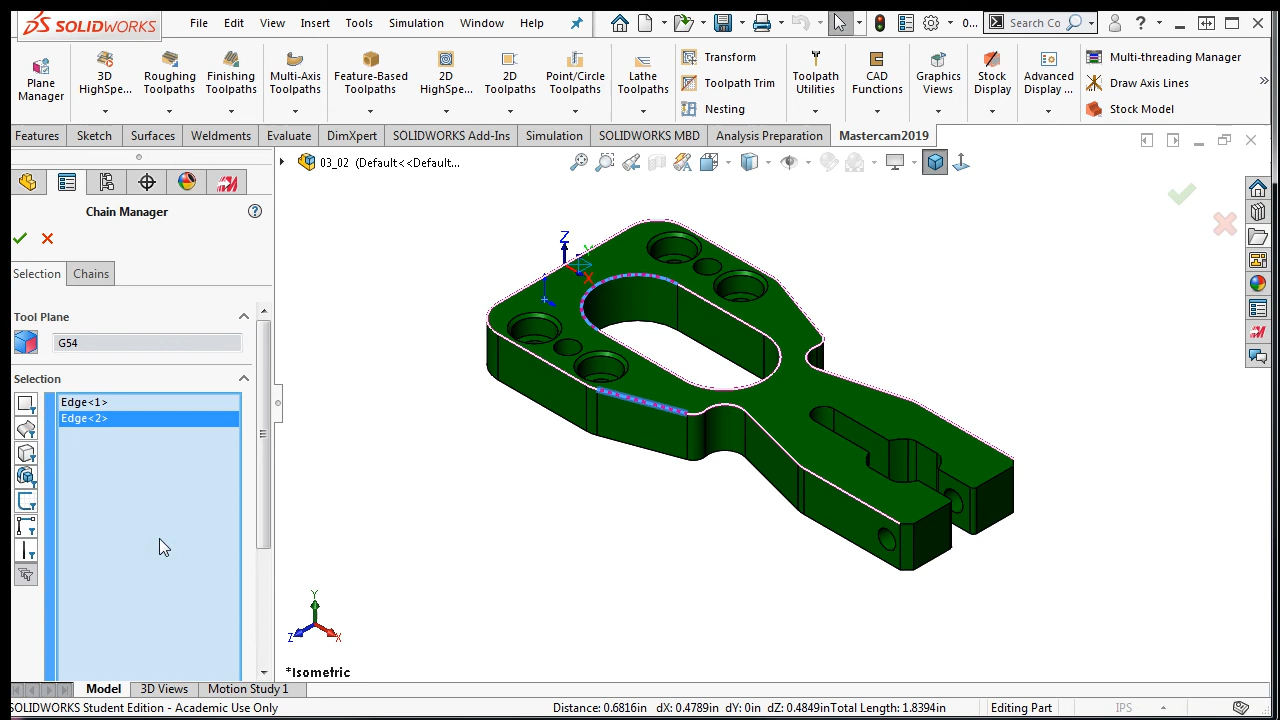 SOLIDWORKS
File Edit View Insert Tools Simulation Window Help
0...
Search Co
Plane Manager
3D HighSpe...
Roughing Toolpaths
Finishing Toolpaths
Multi-Axis Toolpaths
Feature-Based Toolpaths
2D HighSpe...
2D Toolpaths
Point/Circle Toolpaths
Lathe Toolpaths
Transform
Toolpath Trim
Nesting
Toolpath Utilities
CAD Functions
Graphics Views
Stock Display
Advanced Display ...
Multi-threading Manager
Draw Axis Lines
Stock Model
Features Sketch Surfaces Weldments Evaluate DimXpert SOLIDWORKS Add-Ins Simulation SOLIDWORKS MBD Analysis Preparation Mastercam2019
03_02 (Default<<Default...
Chain Manager
Selection Chains
Tool Plane
G54
Selection
Edge<1>
Edge<2>
Z
Y
X
Y
Z
X
*Isometric
Model 3D Views Motion Study 1
SOLIDWORKS Student Edition - Academic Use Only
Distance: 0.6816in dX: 0.4789in dY: 0in dZ: 0.4849inTotal Length: 1.8394in
Editing Part
IPS